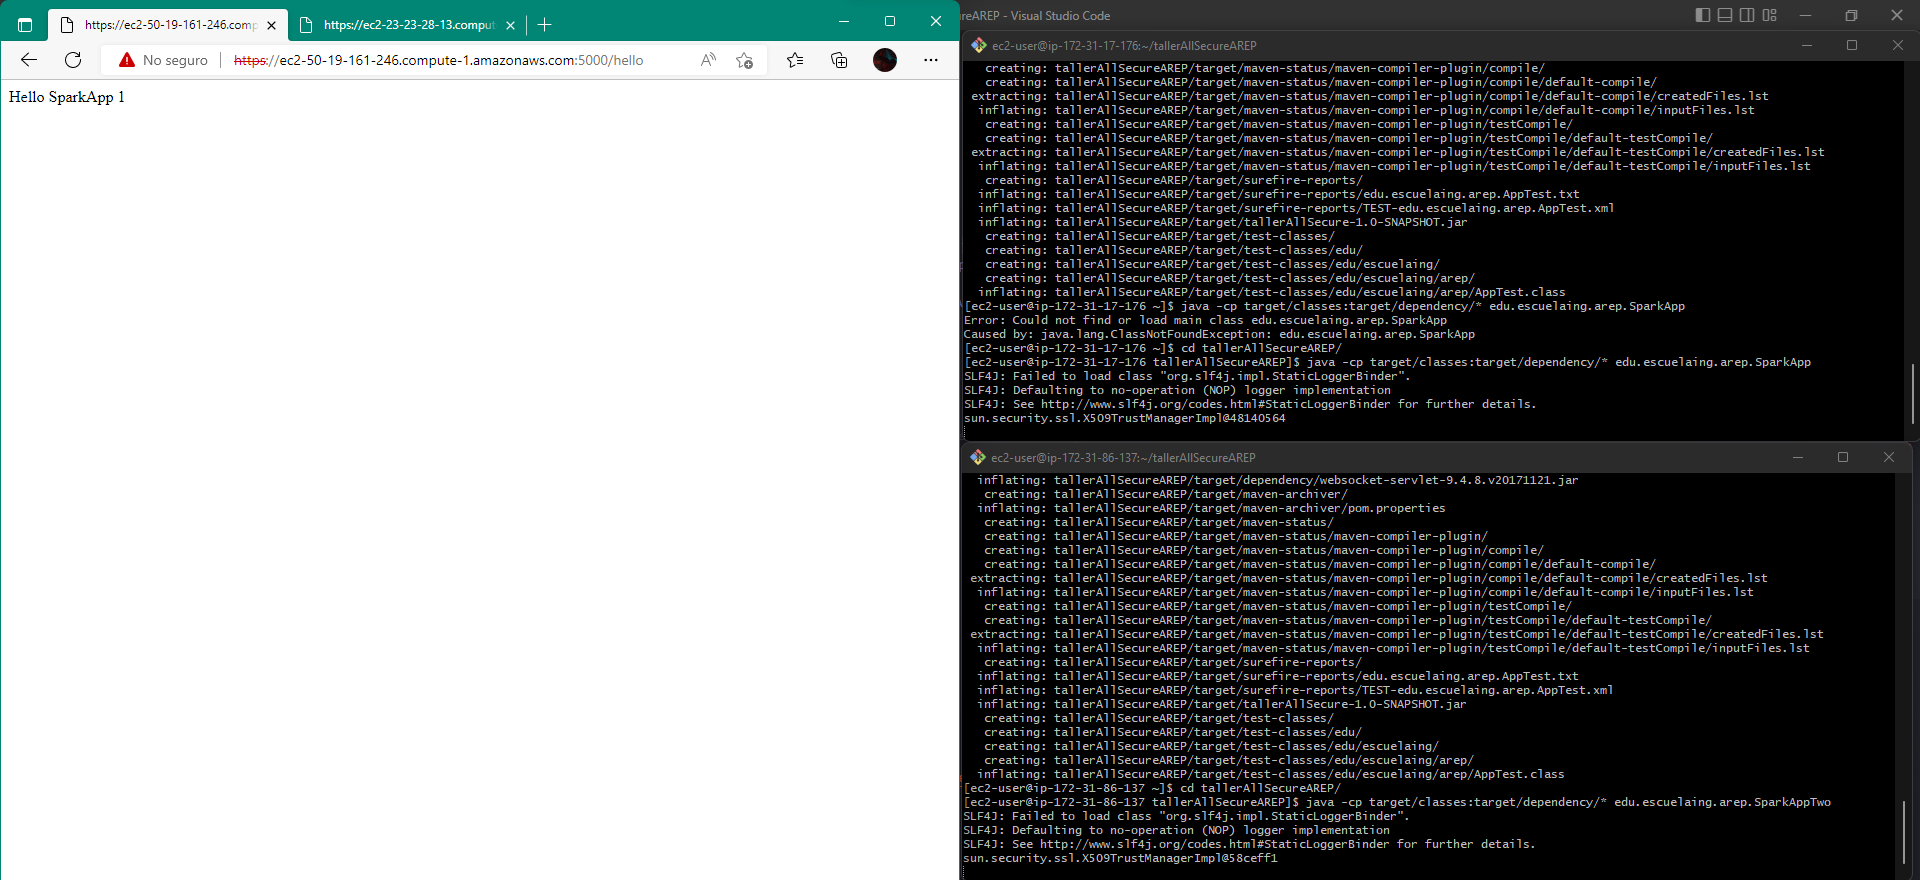 https://ec2-50-19-161-246.comp
https://ec2-23-23-28-13.comput
No seguro
https://ec2-50-19-161-246.compute-1.amazonaws.com:5000/hello
Hello SparkApp 1
reAREP - Visual Studio Code
ec2-user@ip-172-31-17-176:~/tallerAllSecureAREP
creating: tallerAllSecureAREP/target/maven-status/maven-compiler-plugin/compile/
creating: tallerAllSecureAREP/target/maven-status/maven-compiler-plugin/compile/default-compile/
extracting: tallerAllSecureAREP/target/maven-status/maven-compiler-plugin/compile/default-compile/createdFiles.lst
inflating: tallerAllSecureAREP/target/maven-status/maven-compiler-plugin/compile/default-compile/inputFiles.lst
creating: tallerAllSecureAREP/target/maven-status/maven-compiler-plugin/testCompile/
creating: tallerAllSecureAREP/target/maven-status/maven-compiler-plugin/testCompile/default-testCompile/
extracting: tallerAllSecureAREP/target/maven-status/maven-compiler-plugin/testCompile/default-testCompile/createdFiles.lst
inflating: tallerAllSecureAREP/target/maven-status/maven-compiler-plugin/testCompile/default-testCompile/inputFiles.lst
creating: tallerAllSecureAREP/target/surefire-reports/
inflating: tallerAllSecureAREP/target/surefire-reports/edu.escuelaing.arep.AppTest.txt
inflating: tallerAllSecureAREP/target/surefire-reports/TEST-edu.escuelaing.arep.AppTest.xml
inflating: tallerAllSecureAREP/target/tallerAllSecure-1.0-SNAPSHOT.jar
creating: tallerAllSecureAREP/target/test-classes/
creating: tallerAllSecureAREP/target/test-classes/edu/
creating: tallerAllSecureAREP/target/test-classes/edu/escuelaing/
creating: tallerAllSecureAREP/target/test-classes/edu/escuelaing/arep/
inflating: tallerAllSecureAREP/target/test-classes/edu/escuelaing/arep/AppTest.class
[ec2-user@ip-172-31-17-176 ~]$ java -cp target/classes:target/dependency/* edu.escuelaing.arep.SparkApp
Error: Could not find or load main class edu.escuelaing.arep.SparkApp
Caused by: java.lang.ClassNotFoundException: edu.escuelaing.arep.SparkApp
[ec2-user@ip-172-31-17-176 ~]$ cd tallerAllSecureAREP/
[ec2-user@ip-172-31-17-176 tallerAllSecureAREP]$ java -cp target/classes:target/dependency/* edu.escuelaing.arep.SparkApp
SLF4J: Failed to load class "org.slf4j.impl.StaticLoggerBinder".
SLF4J: Defaulting to no-operation (NOP) logger implementation
SLF4J: See http://www.slf4j.org/codes.html#StaticLoggerBinder for further details.
sun.security.ssl.X509TrustManagerImpl@48140564
ec2-user@ip-172-31-86-137:~/tallerAllSecureAREP
inflating: tallerAllSecureAREP/target/dependency/websocket-servlet-9.4.8.v20171121.jar
creating: tallerAllSecureAREP/target/maven-archiver/
inflating: tallerAllSecureAREP/target/maven-archiver/pom.properties
creating: tallerAllSecureAREP/target/maven-status/
creating: tallerAllSecureAREP/target/maven-status/maven-compiler-plugin/
creating: tallerAllSecureAREP/target/maven-status/maven-compiler-plugin/compile/
creating: tallerAllSecureAREP/target/maven-status/maven-compiler-plugin/compile/default-compile/
extracting: tallerAllSecureAREP/target/maven-status/maven-compiler-plugin/compile/default-compile/createdFiles.lst
inflating: tallerAllSecureAREP/target/maven-status/maven-compiler-plugin/compile/default-compile/inputFiles.lst
creating: tallerAllSecureAREP/target/maven-status/maven-compiler-plugin/testCompile/
creating: tallerAllSecureAREP/target/maven-status/maven-compiler-plugin/testCompile/default-testCompile/
extracting: tallerAllSecureAREP/target/maven-status/maven-compiler-plugin/testCompile/default-testCompile/createdFiles.lst
inflating: tallerAllSecureAREP/target/maven-status/maven-compiler-plugin/testCompile/default-testCompile/inputFiles.lst
creating: tallerAllSecureAREP/target/surefire-reports/
inflating: tallerAllSecureAREP/target/surefire-reports/edu.escuelaing.arep.AppTest.txt
inflating: tallerAllSecureAREP/target/surefire-reports/TEST-edu.escuelaing.arep.AppTest.xml
inflating: tallerAllSecureAREP/target/tallerAllSecure-1.0-SNAPSHOT.jar
creating: tallerAllSecureAREP/target/test-classes/
creating: tallerAllSecureAREP/target/test-classes/edu/
creating: tallerAllSecureAREP/target/test-classes/edu/escuelaing/
creating: tallerAllSecureAREP/target/test-classes/edu/escuelaing/arep/
inflating: tallerAllSecureAREP/target/test-classes/edu/escuelaing/arep/AppTest.class
[ec2-user@ip-172-31-86-137 ~]$ cd tallerAllSecureAREP/
[ec2-user@ip-172-31-86-137 tallerAllSecureAREP]$ java -cp target/classes:target/dependency/* edu.escuelaing.arep.SparkAppTwo
SLF4J: Failed to load class "org.slf4j.impl.StaticLoggerBinder".
SLF4J: Defaulting to no-operation (NOP) logger implementation
SLF4J: See http://www.slf4j.org/codes.html#StaticLoggerBinder for further details.
sun.security.ssl.X509TrustManagerImpl@58ceff1